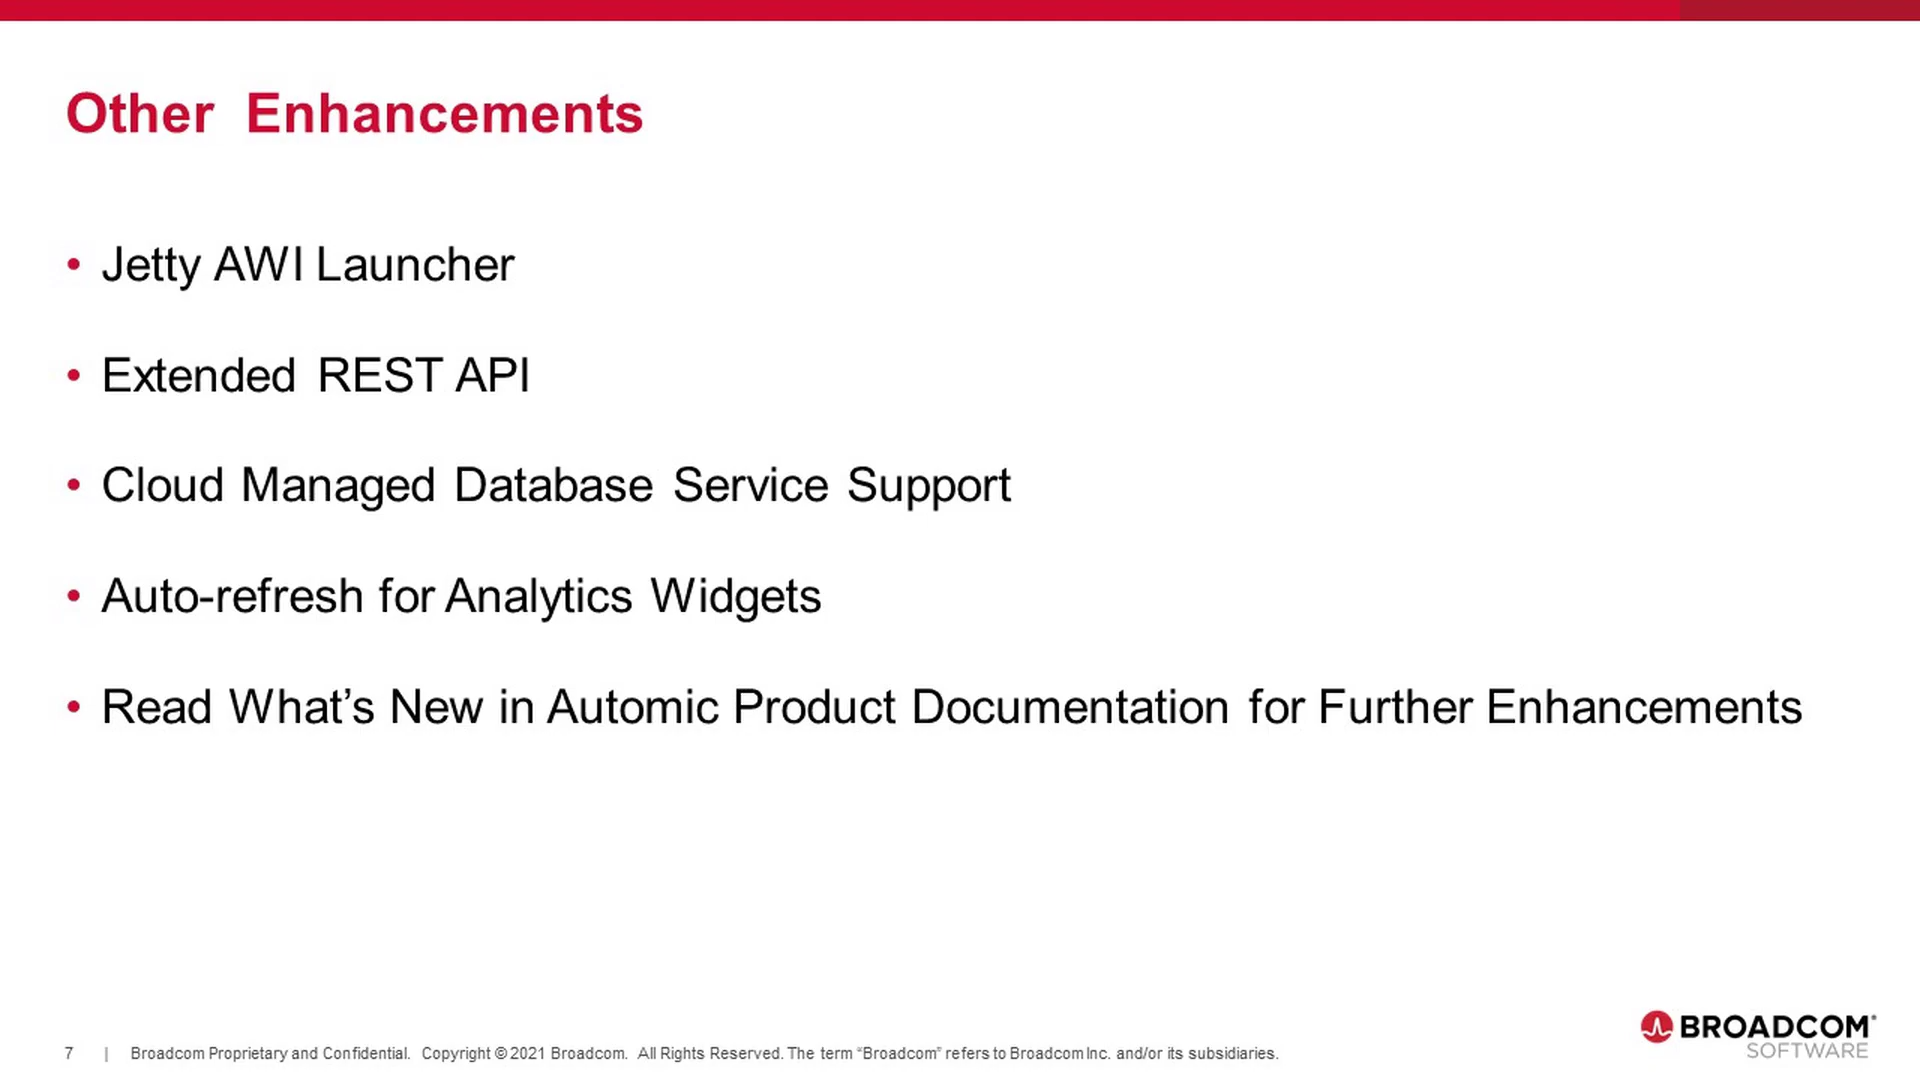 Other Enhancements
• Jetty AWI Launcher
• Extended REST API
• Cloud Managed Database Service Support
• Auto-refresh for Analytics Widgets
• Read What’s New in Automic Product Documentation for Further Enhancements
7 | Broadcom Proprietary and Confidential. Copyright © 2021 Broadcom. All Rights Reserved. The term “Broadcom” refers to Broadcom Inc. and/or its subsidiaries.
BROADCOM®
SOFTWARE